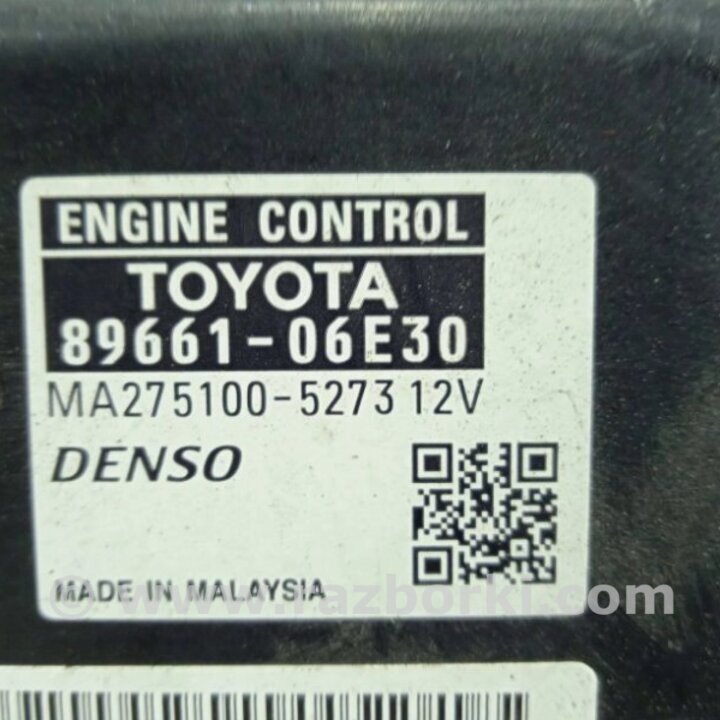 ENGINE CONTROL
TOYOTA
89661-06E30
MA275100-5273 12V
DENSO
MADE IN MALAYSIA
© www.razborki.com